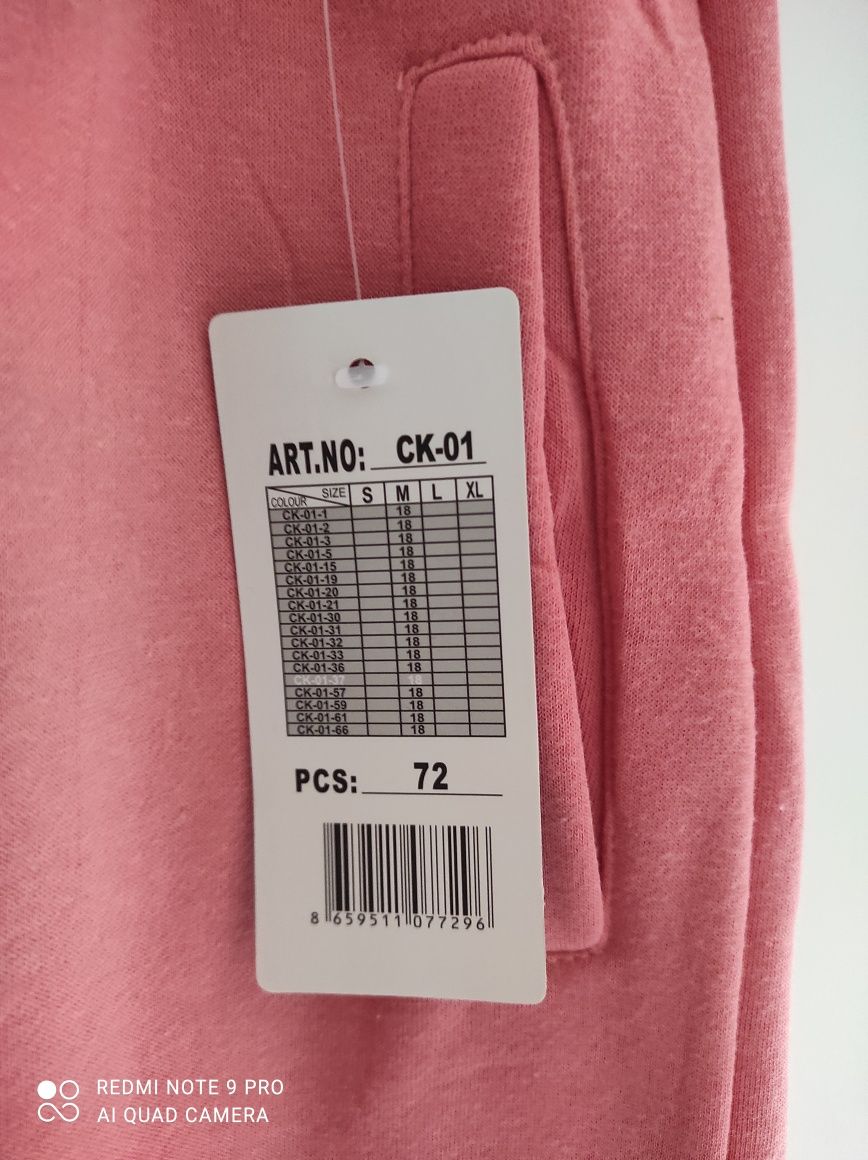 ART.NO: CK-01
COLOUR SIZE S M L XL
CK-01-1 18
CK-01-2 18
CK-01-3 18
CK-01-5 18
CK-01-15 18
CK-01-19 18
CK-01-20 18
CK-01-21 18
CK-01-30 18
CK-01-31 18
CK-01-32 18
CK-01-33 18
CK-01-36 18
CK-01-37 18
CK-01-57 18
CK-01-59 18
CK-01-61 18
CK-01-66 18
PCS: 72
8 659511 077296
REDMI NOTE 9 PRO
AI QUAD CAMERA